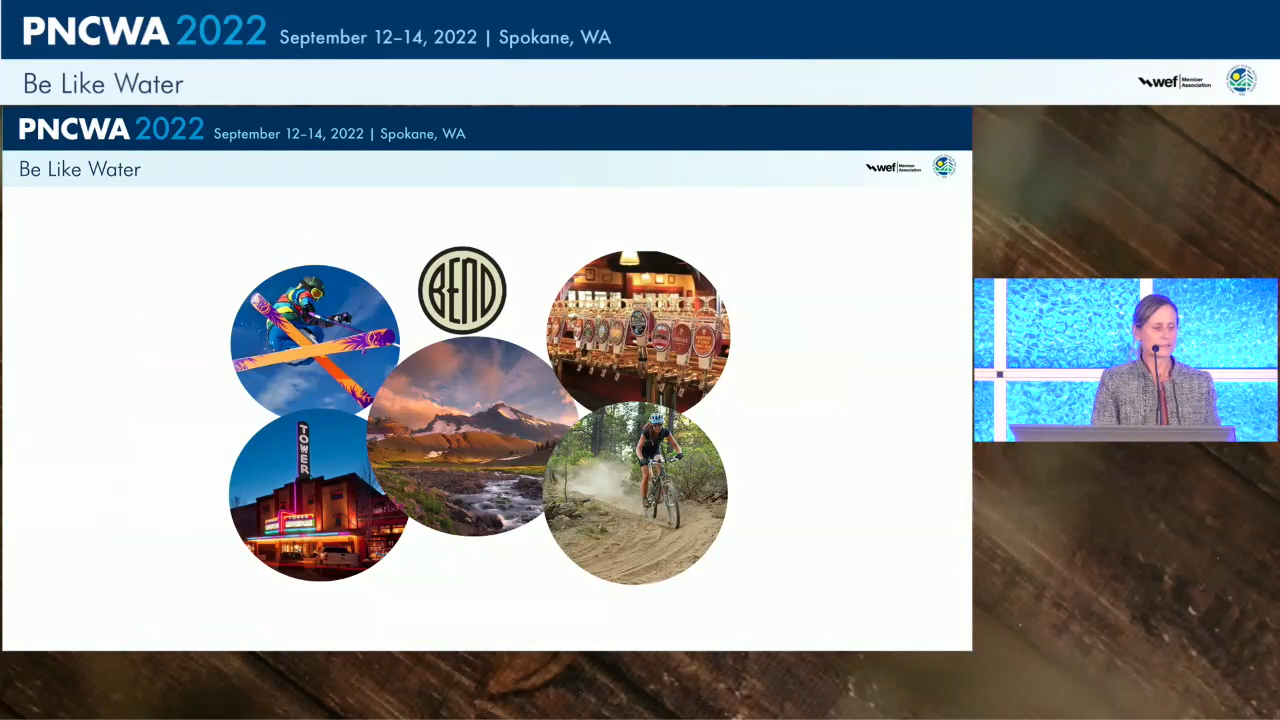 PNCWA 2022 September 12–14, 2022 | Spokane, WA
Be Like Water
wef Member Association
PNCWA 2022 September 12–14, 2022 | Spokane, WA
Be Like Water
wef Member Association
BEND
TOWER
TOWER